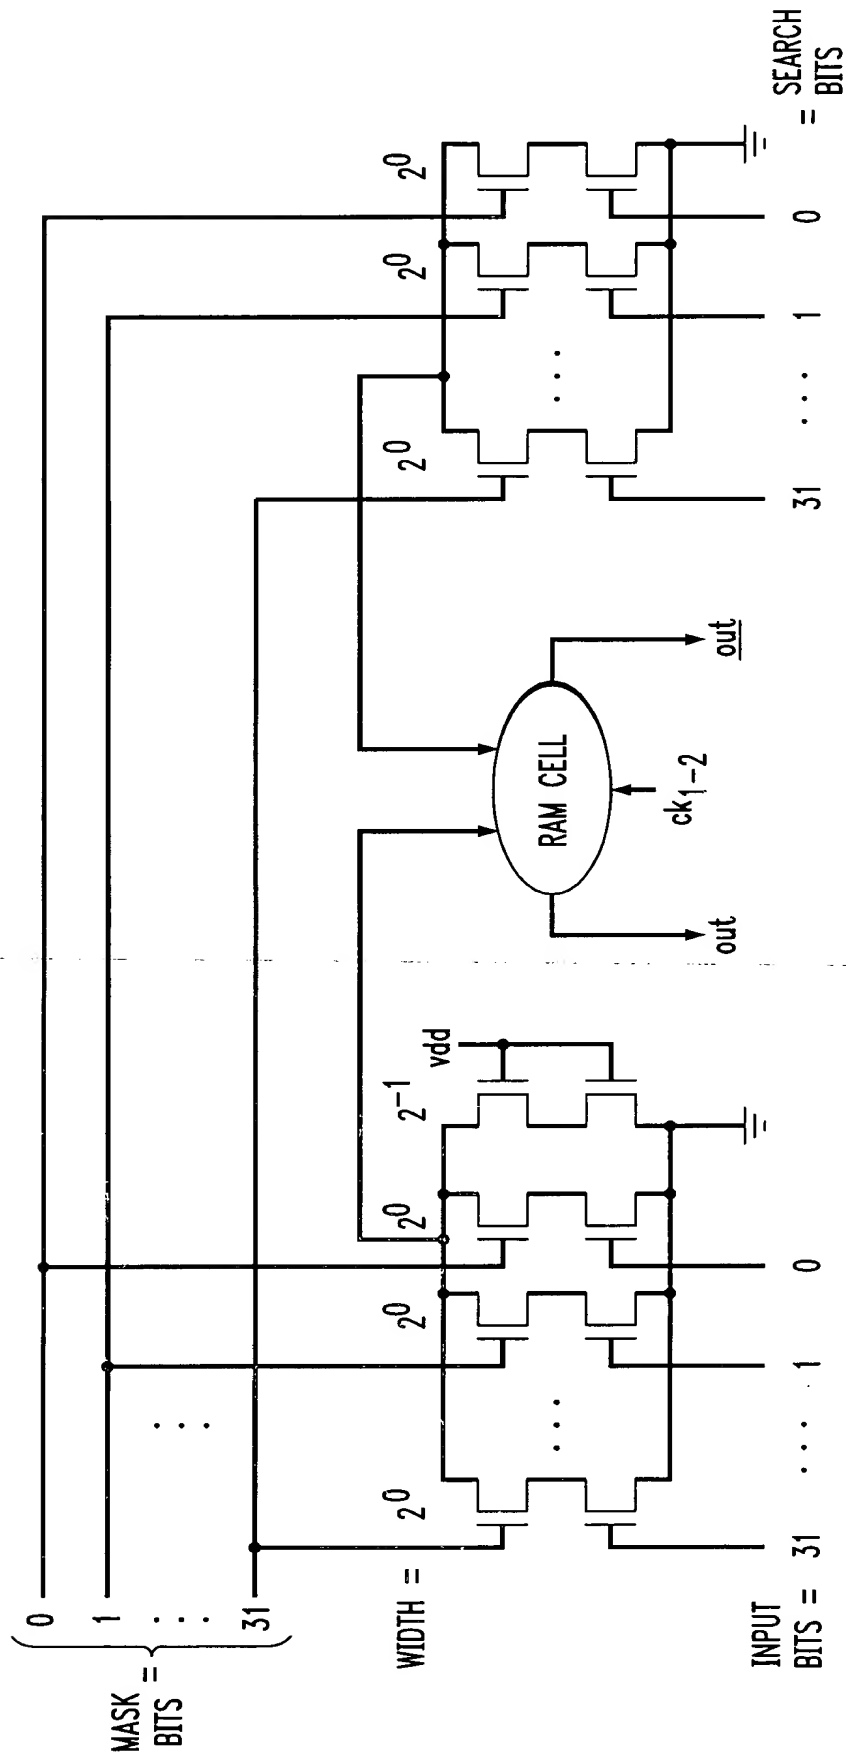 MASK
BITS =
0
1
. . .
31
. . .
WIDTH =
2^0
2^0
2^0
2^-1
vdd
2^0
2^0
2^0
. . .
RAM CELL
. . .
out
ck1-2
out
INPUT
BITS = 31 . . . 1 0
31 . . . 1 0 = SEARCH
BITS